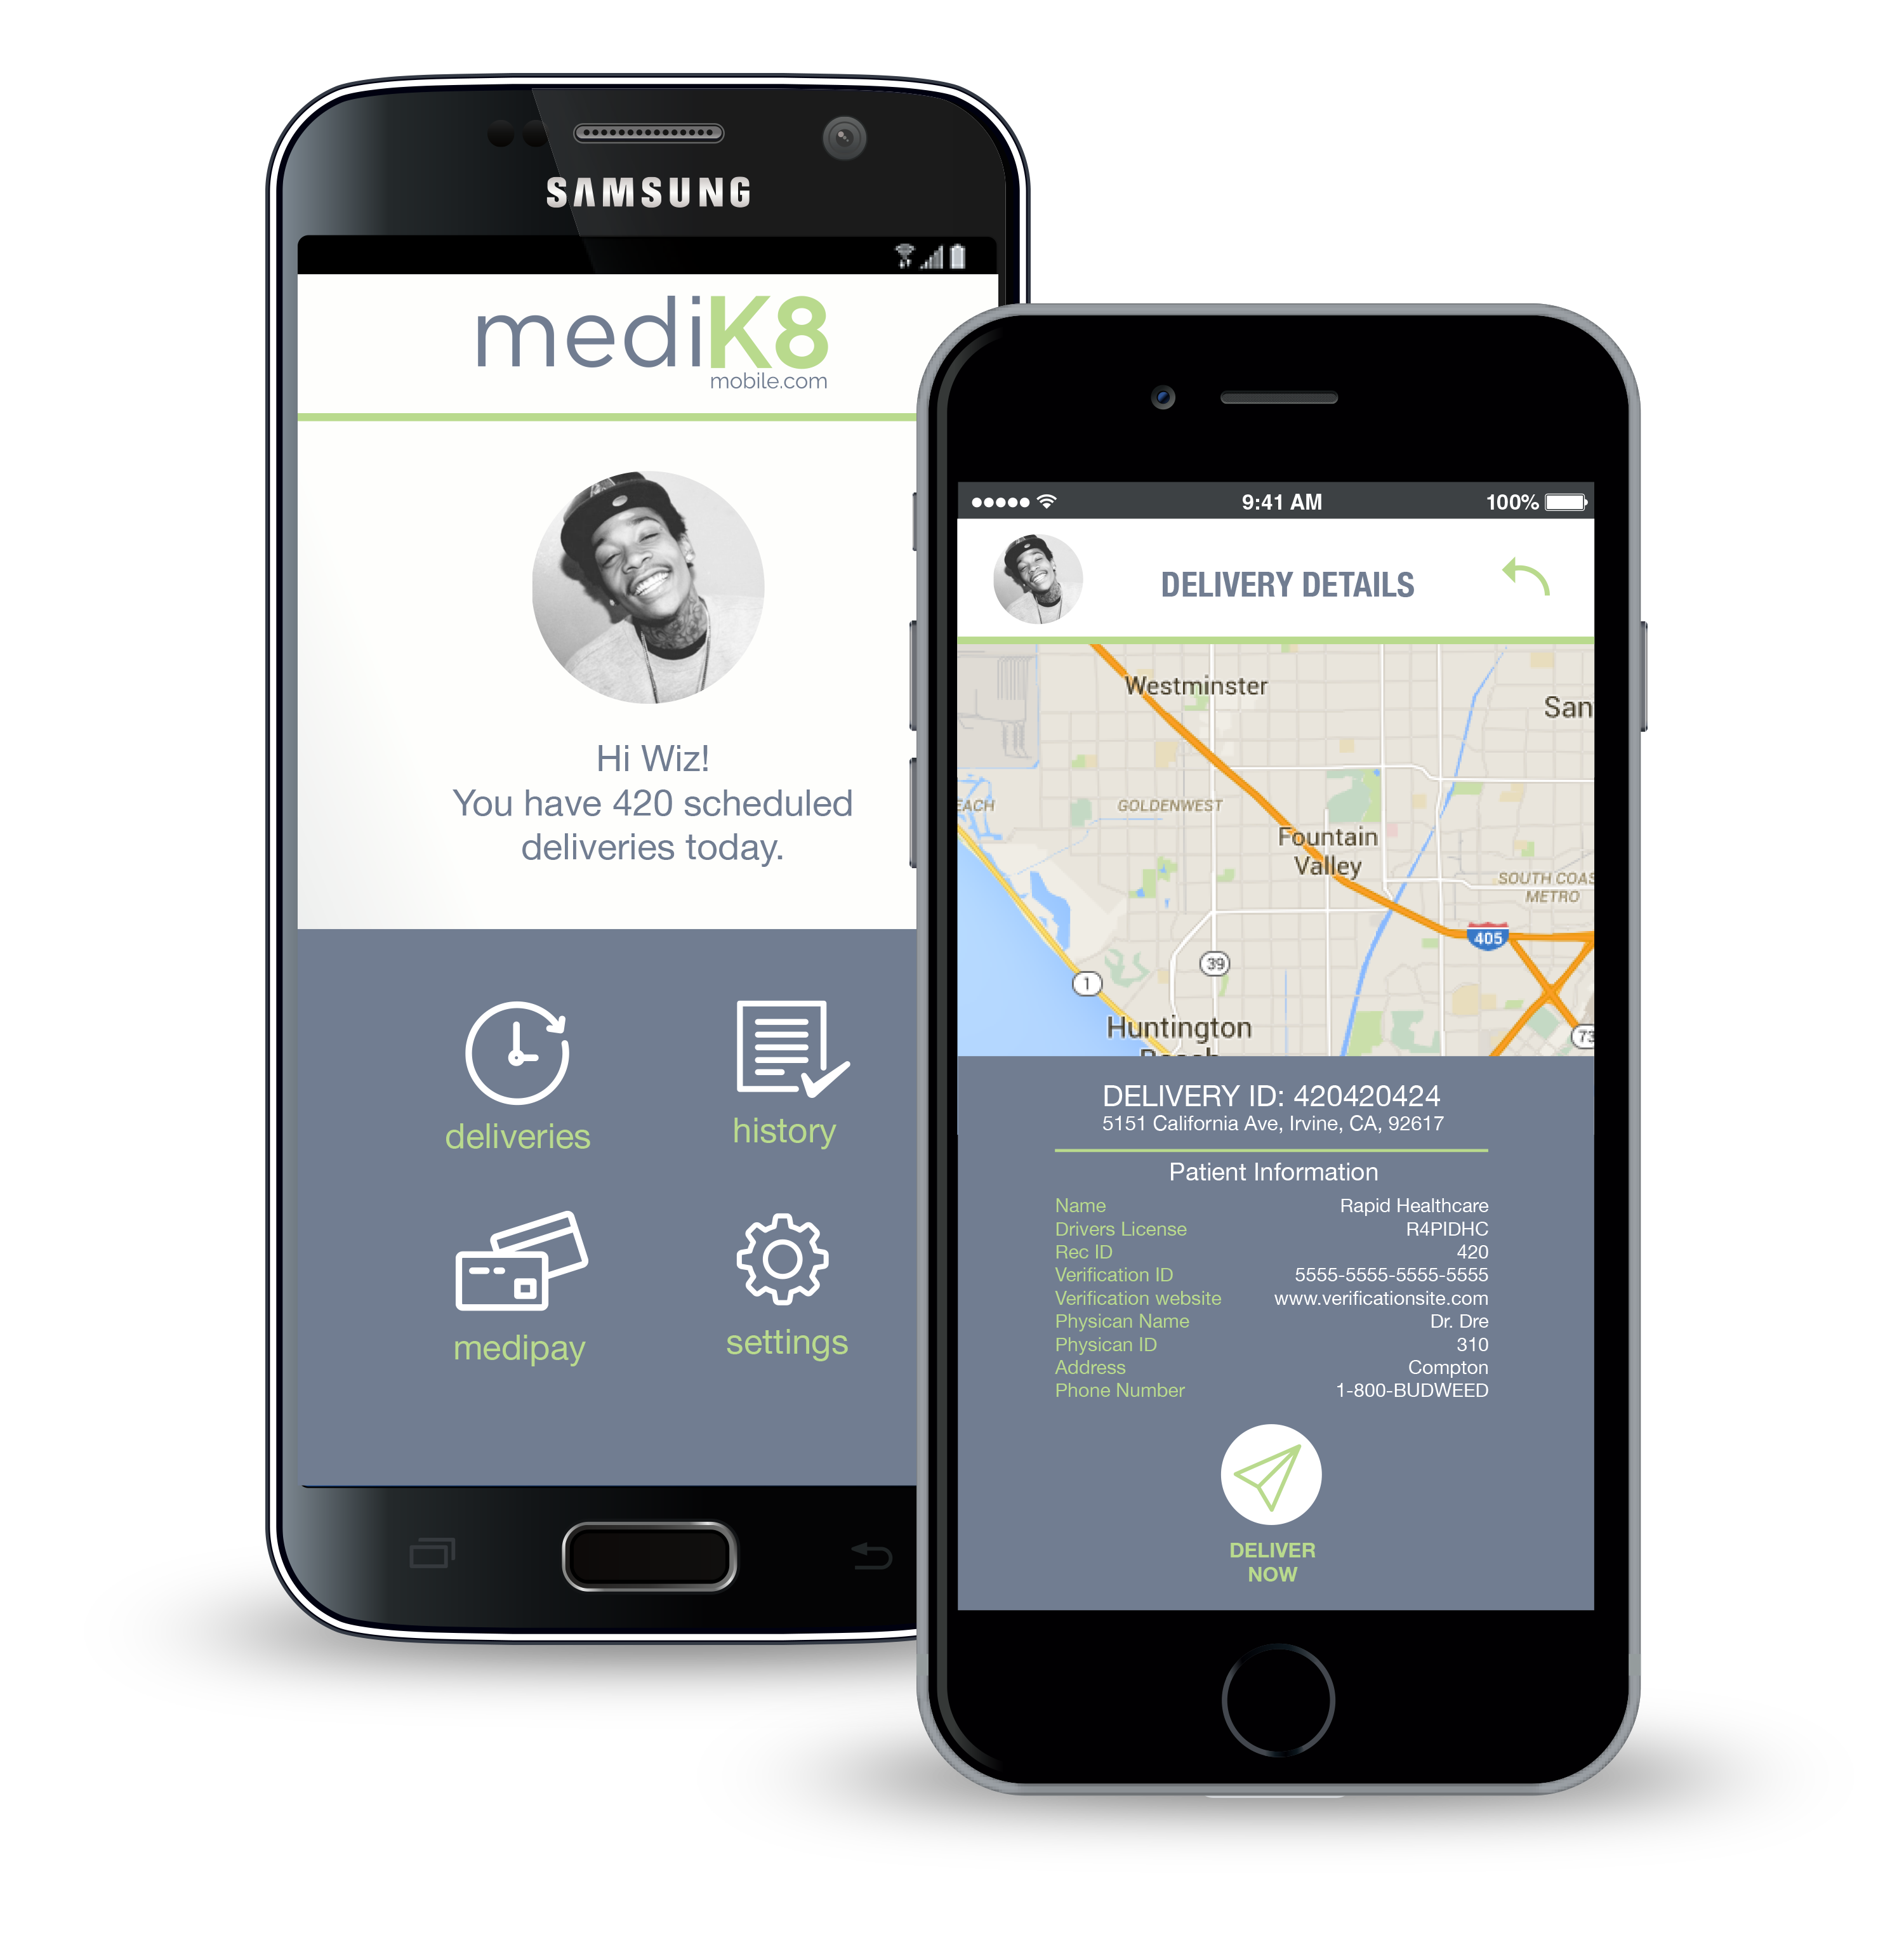 SAMSUNG
mediK8
mobile.com
Hi Wiz!
You have 420 scheduled
deliveries today.
deliveries
history
medipay
settings
9:41 AM
100%
DELIVERY DETAILS
Westminster
San
EACH
GOLDENWEST
Fountain
Valley
SOUTH COAS
METRO
405
39
1
73
Huntington
Beach
DELIVERY ID: 420420424
5151 California Ave, Irvine, CA, 92617
Patient Information
Name Rapid Healthcare
Drivers License R4PIDHC
Rec ID 420
Verification ID 5555-5555-5555-5555
Verification website www.verificationsite.com
Physican Name Dr. Dre
Physican ID 310
Address Compton
Phone Number 1-800-BUDWEED
DELIVER
NOW